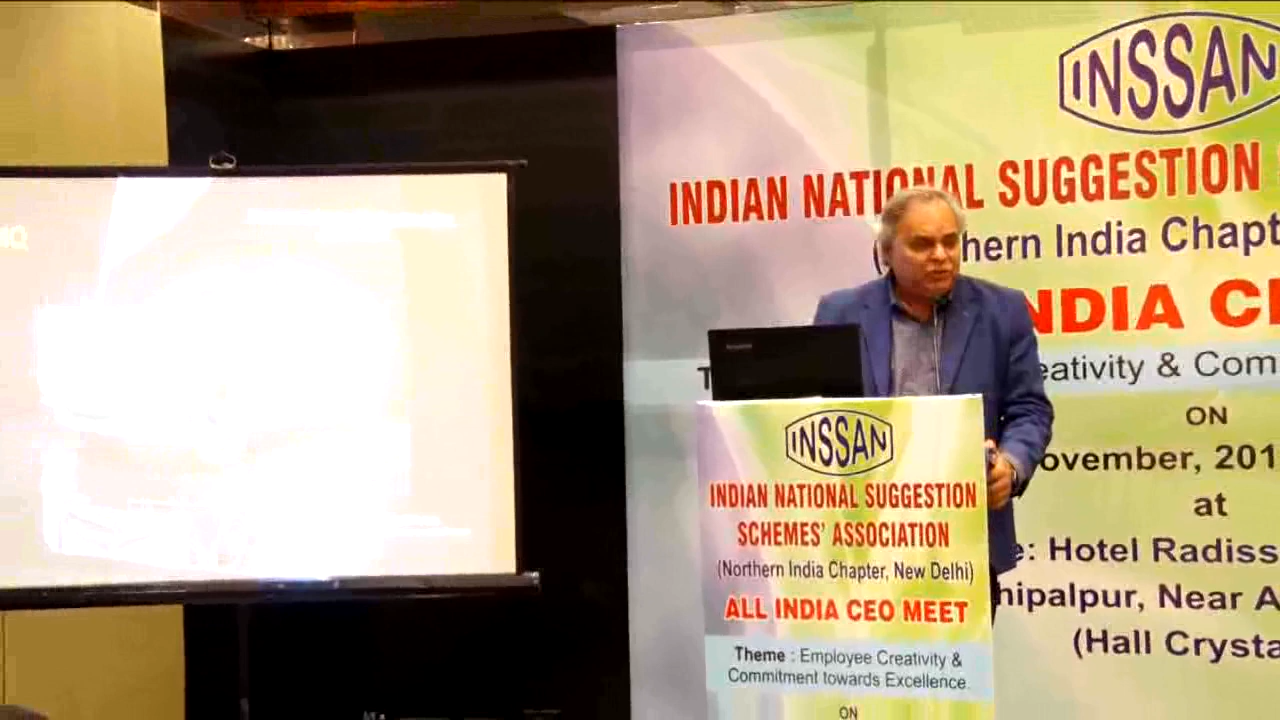 INSSAN
INDIAN NATIONAL SUGGESTION
hern India Chapt
NDIA C
eativity & Com
ON
ovember, 201
at
e: Hotel Radiss
hipalpur, Near A
(Hall Crysta
INSSAN
INDIAN NATIONAL SUGGESTION
SCHEMES' ASSOCIATION
(Northern India Chapter, New Delhi)
ALL INDIA CEO MEET
Theme : Employee Creativity &
Commitment towards Excellence.
ON